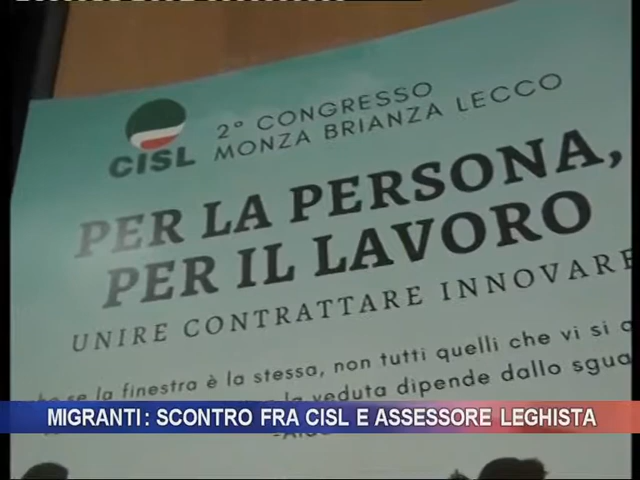 CISL
2° CONGRESSO
MONZA BRIANZA LECCO
PER LA PERSONA,
PER IL LAVORO
UNIRE CONTRATTARE INNOVARE
se la finestra è la stessa, non tutti quelli che vi si
veduta dipende dallo
MIGRANTI: SCONTRO FRA CISL E ASSESSORE LEGHISTA